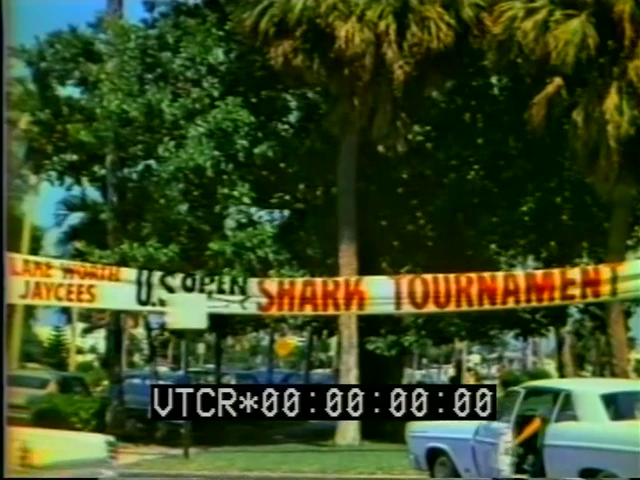 LAKE WORTH
JAYCEES
U.S. OPEN
SHARK TOURNAMENT
VTCR*00:00:00:00